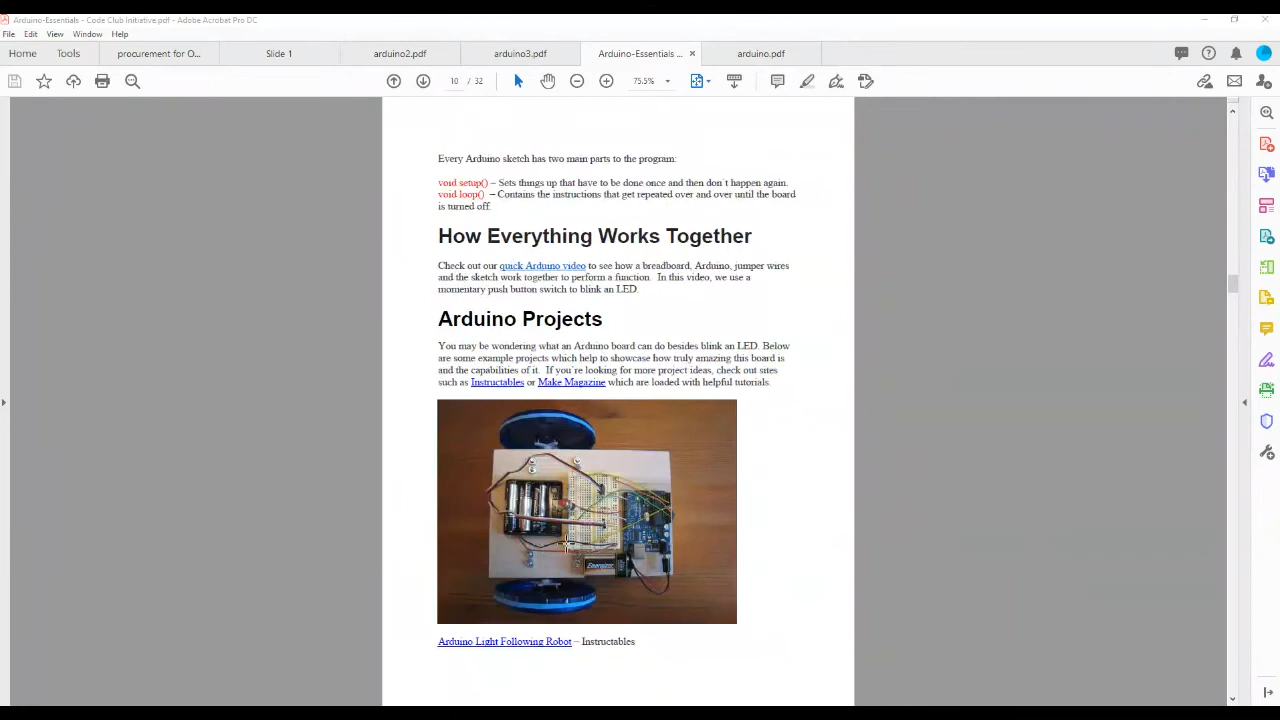 Arduino-Essentials - Code Club Initiative.pdf - Adobe Acrobat Pro DC
File Edit View Window Help
Home Tools procurement for O... Slide 1 arduino2.pdf arduino3.pdf Arduino-Essentials ... arduino.pdf
10 / 32 75.5%
Every Arduino sketch has two main parts to the program:
void setup() – Sets things up that have to be done once and then don't happen again.
void loop() – Contains the instructions that get repeated over and over until the board
is turned off.
How Everything Works Together
Check out our quick Arduino video to see how a breadboard, Arduino, jumper wires
and the sketch work together to perform a function. In this video, we use a
momentary push button switch to blink an LED.
Arduino Projects
You may be wondering what an Arduino board can do besides blink an LED. Below
are some example projects which help to showcase how truly amazing this board is
and the capabilities of it. If you're looking for more project ideas, check out sites
such as Instructables or Make Magazine which are loaded with helpful tutorials.
Energizer
Arduino Light Following Robot – Instructables